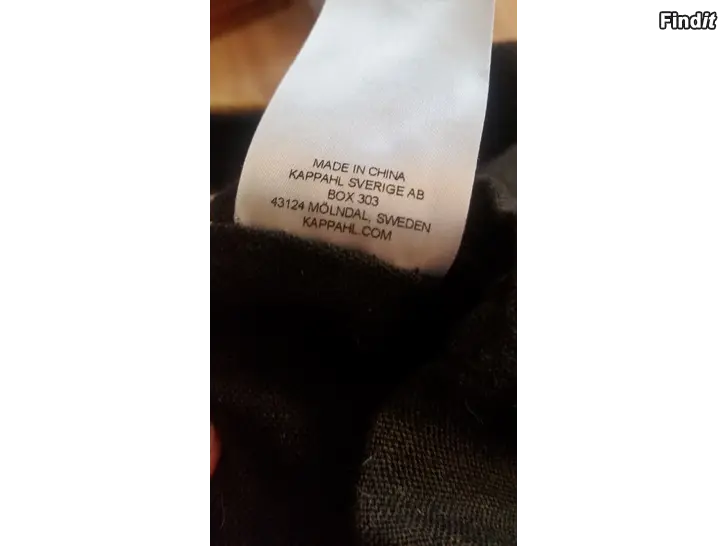 Findit
MADE IN CHINA
KAPPAHL SVERIGE AB
BOX 303
43124 MÖLNDAL, SWEDEN
KAPPAHL.COM